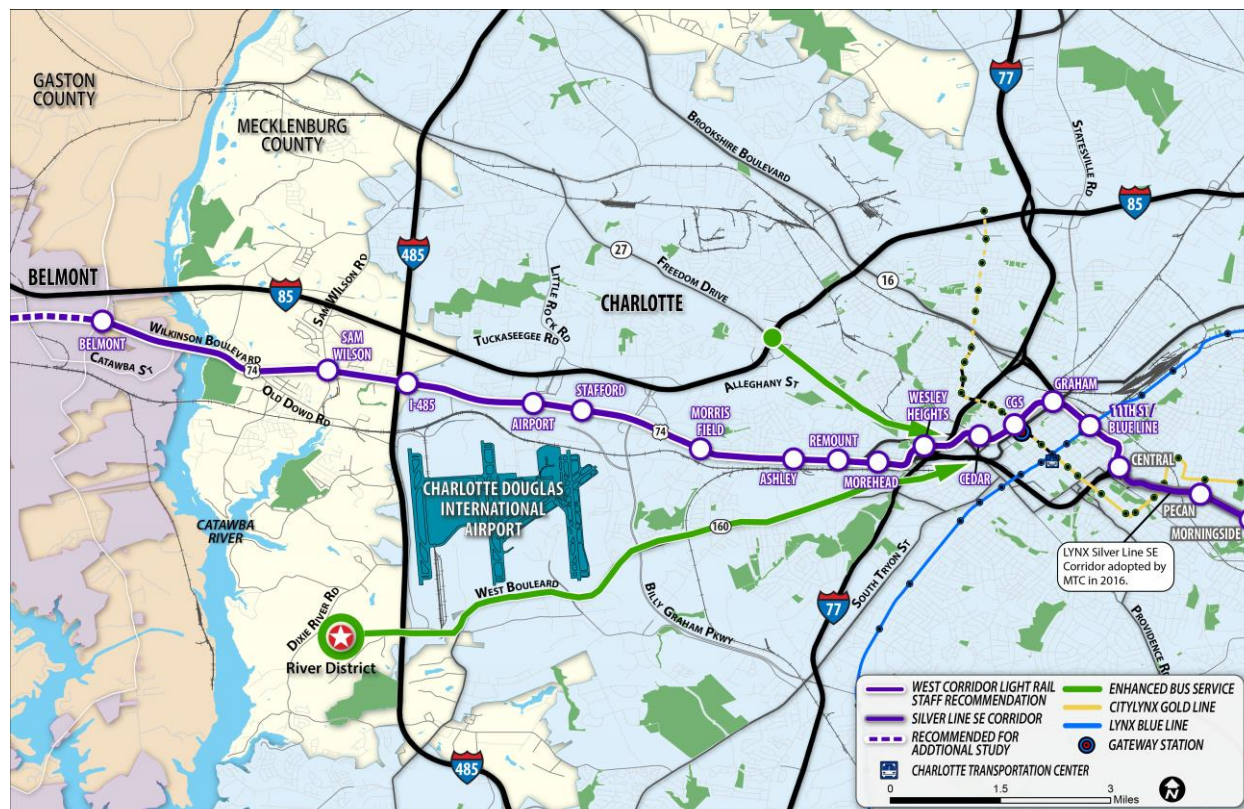 GASTON
COUNTY
MECKLENBURG
COUNTY
77
BROOKSHIRE BOULEVARD
STATESVILLE RD
85
485
27
FREEDOM DRIVE
16
BELMONT
85
SAM WILSON RD
LITTLE ROCK RD
CHARLOTTE
TUCKASEEGEE RD
ALLEGHANY ST
BELMONT
WILKINSON BOULEVARD
CATAWBA ST
74
OLD DOWD RD
SAM
WILSON
I-485
AIRPORT
STAFFORD
74
MORRIS
FIELD
ASHLEY
REMOUNT
MOREHEAD
WESLEY
HEIGHTS
CEDAR
CGS
GRAHAM
11TH ST /
BLUE LINE
CENTRAL
PECAN
MORNINGSIDE
CHARLOTTE DOUGLAS
INTERNATIONAL
AIRPORT
CATAWBA
RIVER
160
WEST BOULEARD
DIXIE RIVER RD
River District
BILLY GRAHAM PKWY
SOUTH TRYON ST
77
LYNX Silver Line SE
Corridor adopted by
MTC in 2016.
PROVIDENCE RD
485
WEST CORRIDOR LIGHT RAIL
STAFF RECOMMENDATION
SILVER LINE SE CORRIDOR
RECOMMENDED FOR
ADDTIONAL STUDY
CHARLOTTE TRANSPORTATION CENTER
ENHANCED BUS SERVICE
CITYLYNX GOLD LINE
LYNX BLUE LINE
GATEWAY STATION
0 1.5 3
Miles
N